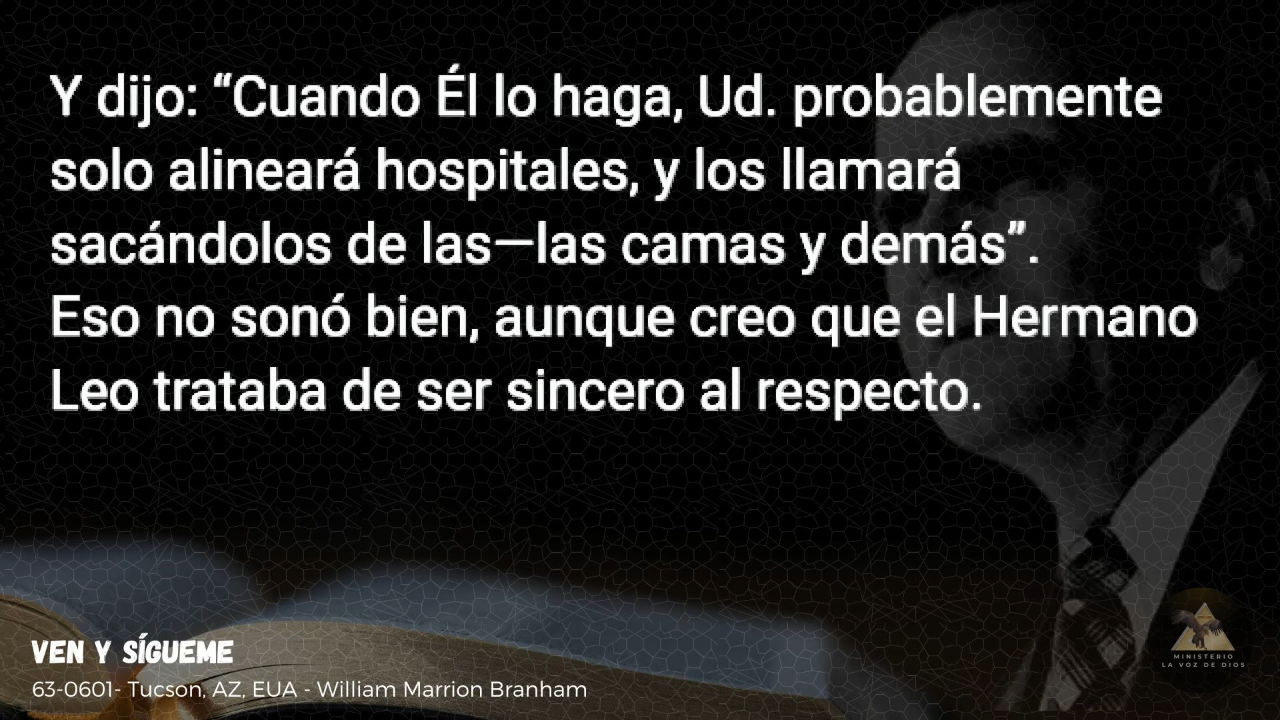 Y dijo: “Cuando Él lo haga, Ud. probablemente
solo alineará hospitales, y los llamará
sacándolos de las—las camas y demás”.
Eso no sonó bien, aunque creo que el Hermano
Leo trataba de ser sincero al respecto.
VEN Y SÍGUEME
63-0601- Tucson, AZ, EUA - William Marrion Branham
MINISTERIO
LA VOZ DE DIOS